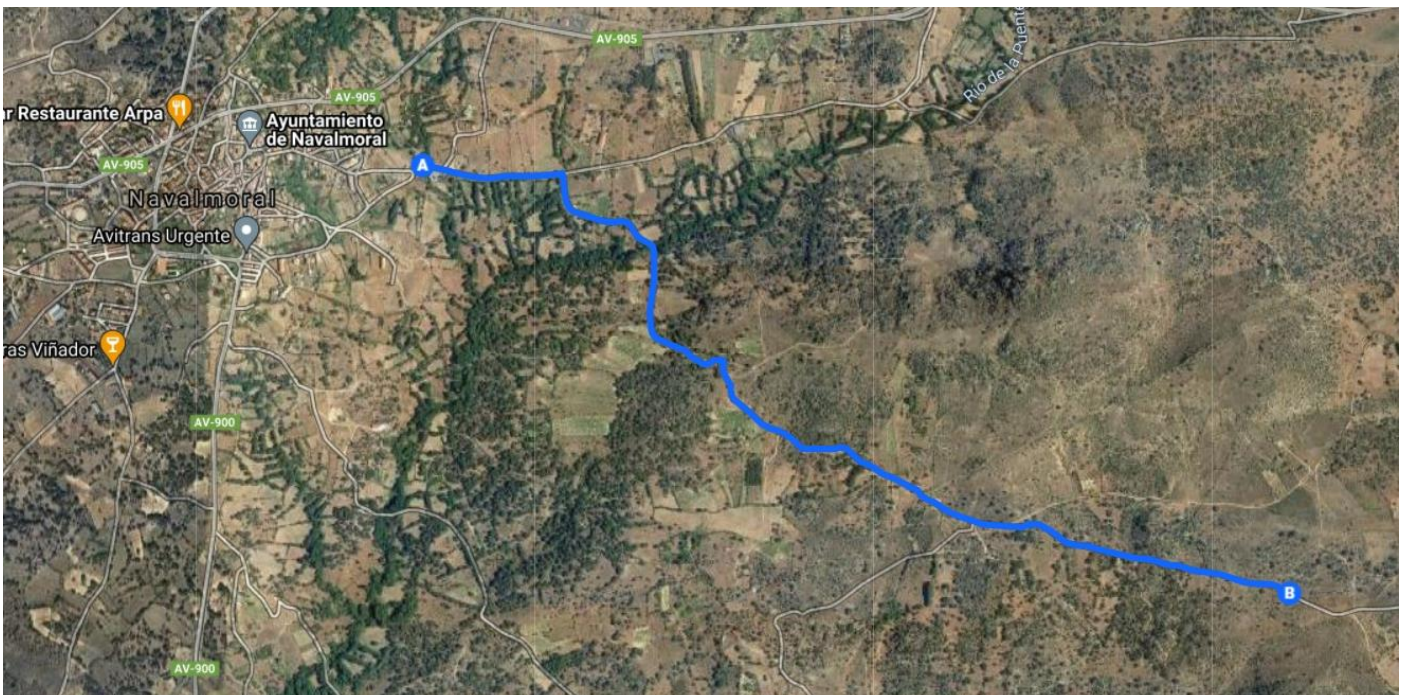 AV-905
Río de la Puente
AV-905
r Restaurante Arpa
Ayuntamiento
de Navalmoral
A
AV-905
Navalmoral
Avitrans Urgente
ras Viñador
AV-900
B
AV-900